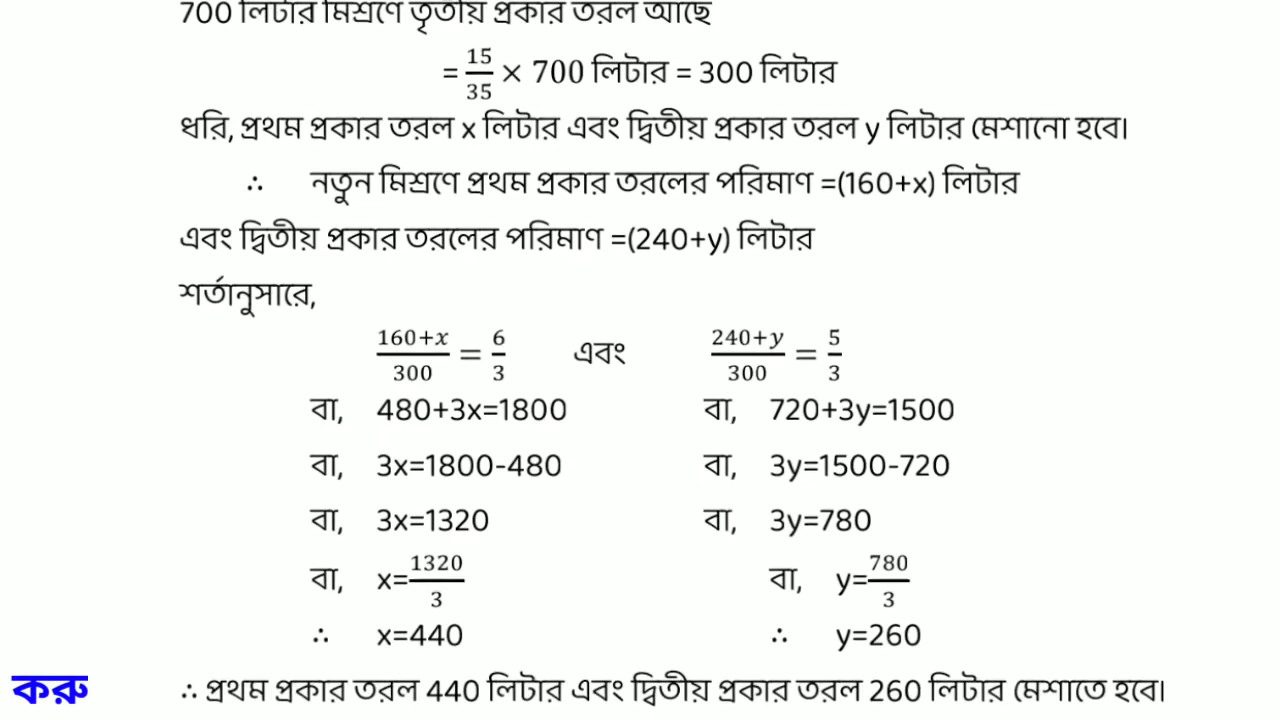 700 লিটার মিশ্রণে তৃতীয় প্রকার তরল আছে
= 15/35 × 700 লিটার = 300 লিটার
ধরি, প্রথম প্রকার তরল x লিটার এবং দ্বিতীয় প্রকার তরল y লিটার মেশানো হবে।
∴ নতুন মিশ্রণে প্রথম প্রকার তরলের পরিমাণ =(160+x) লিটার
এবং দ্বিতীয় প্রকার তরলের পরিমাণ =(240+y) লিটার
শর্তানুসারে,
160+x/300 = 6/3 এবং 240+y/300 = 5/3
বা, 480+3x=1800 বা, 720+3y=1500
বা, 3x=1800-480 বা, 3y=1500-720
বা, 3x=1320 বা, 3y=780
বা, x=1320/3 বা, y=780/3
∴ x=440 ∴ y=260
করু ∴ প্রথম প্রকার তরল 440 লিটার এবং দ্বিতীয় প্রকার তরল 260 লিটার মেশাতে হবে।